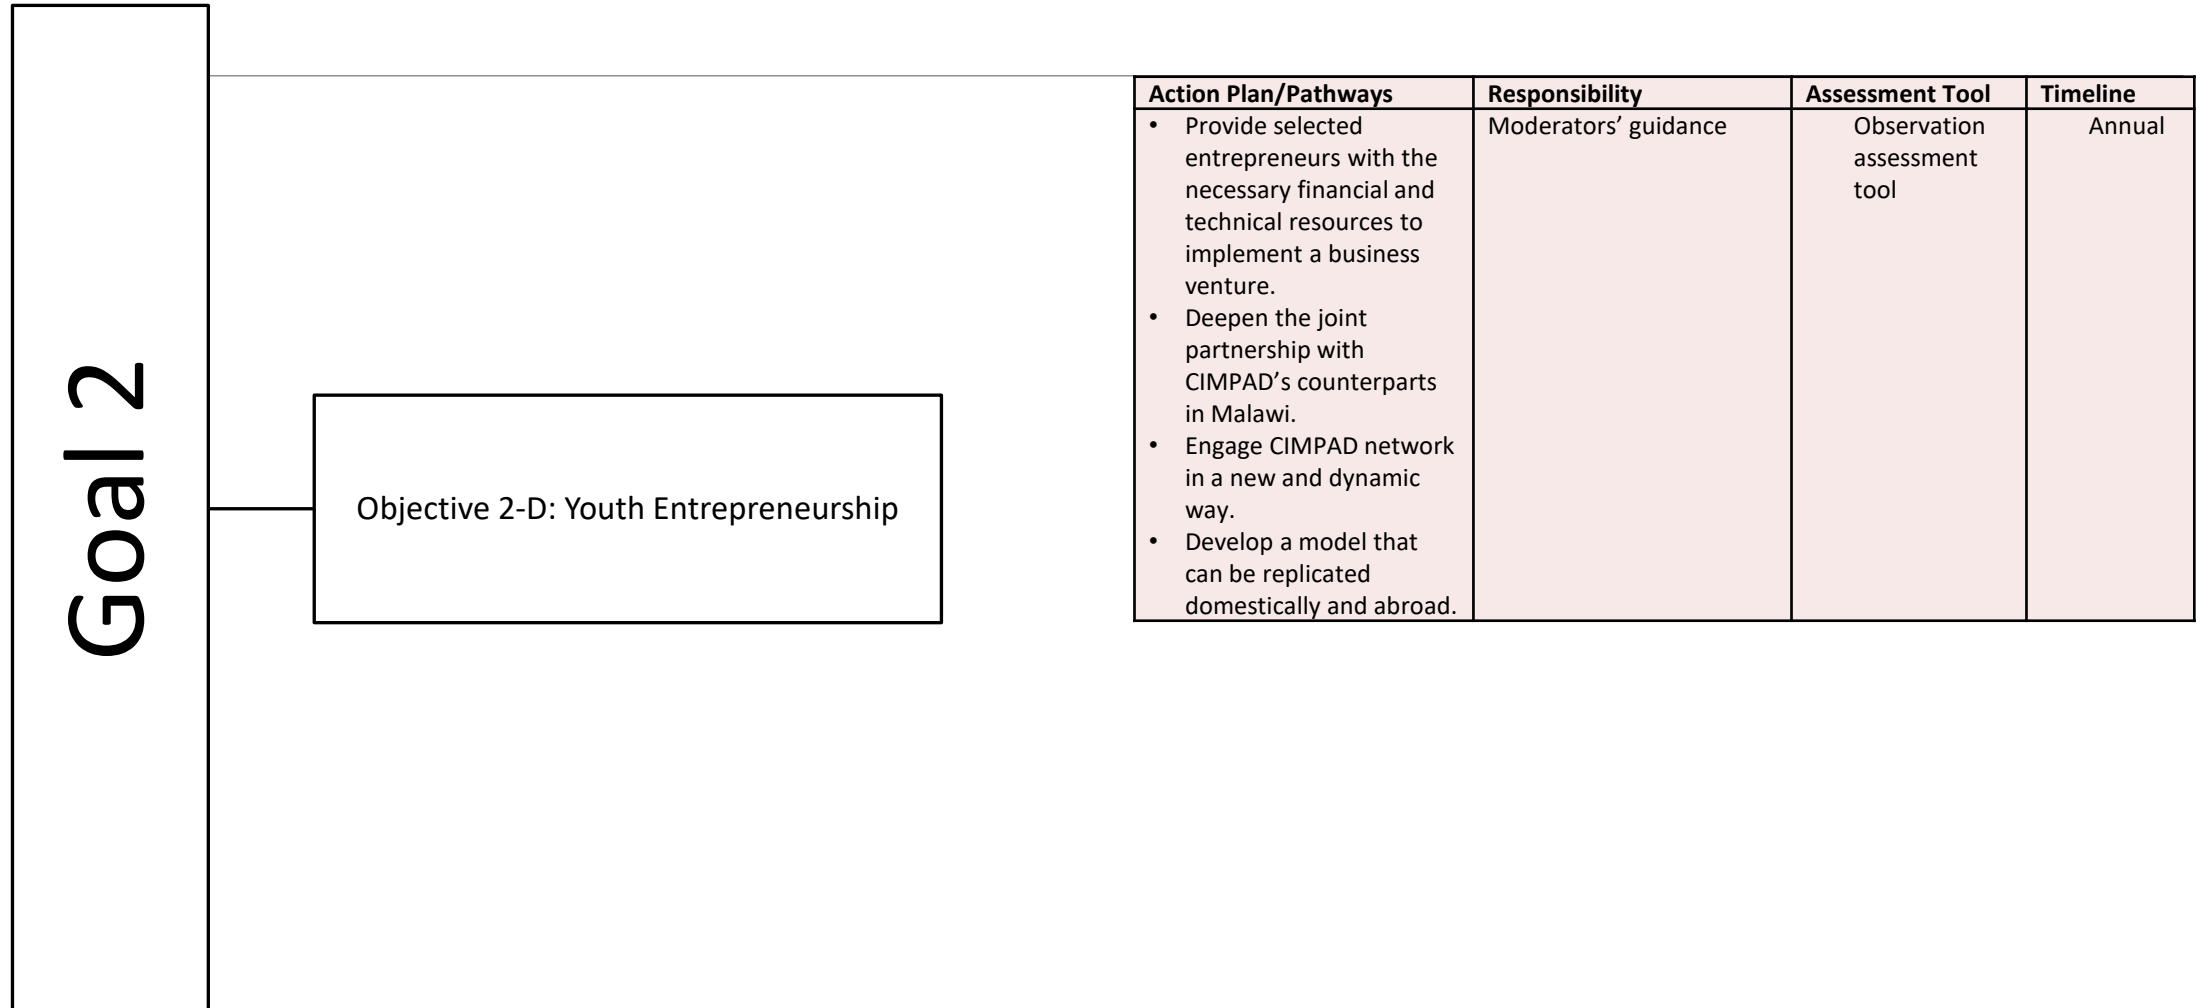 Goal 2
Objective 2-D: Youth Entrepreneurship
Action Plan/Pathways
Responsibility
Assessment Tool
Timeline
• Provide selected
entrepreneurs with the
necessary financial and
technical resources to
implement a business
venture.
• Deepen the joint
partnership with
CIMPAD’s counterparts
in Malawi.
• Engage CIMPAD network
in a new and dynamic
way.
• Develop a model that
can be replicated
domestically and abroad.
Moderators’ guidance
Observation
assessment
tool
Annual